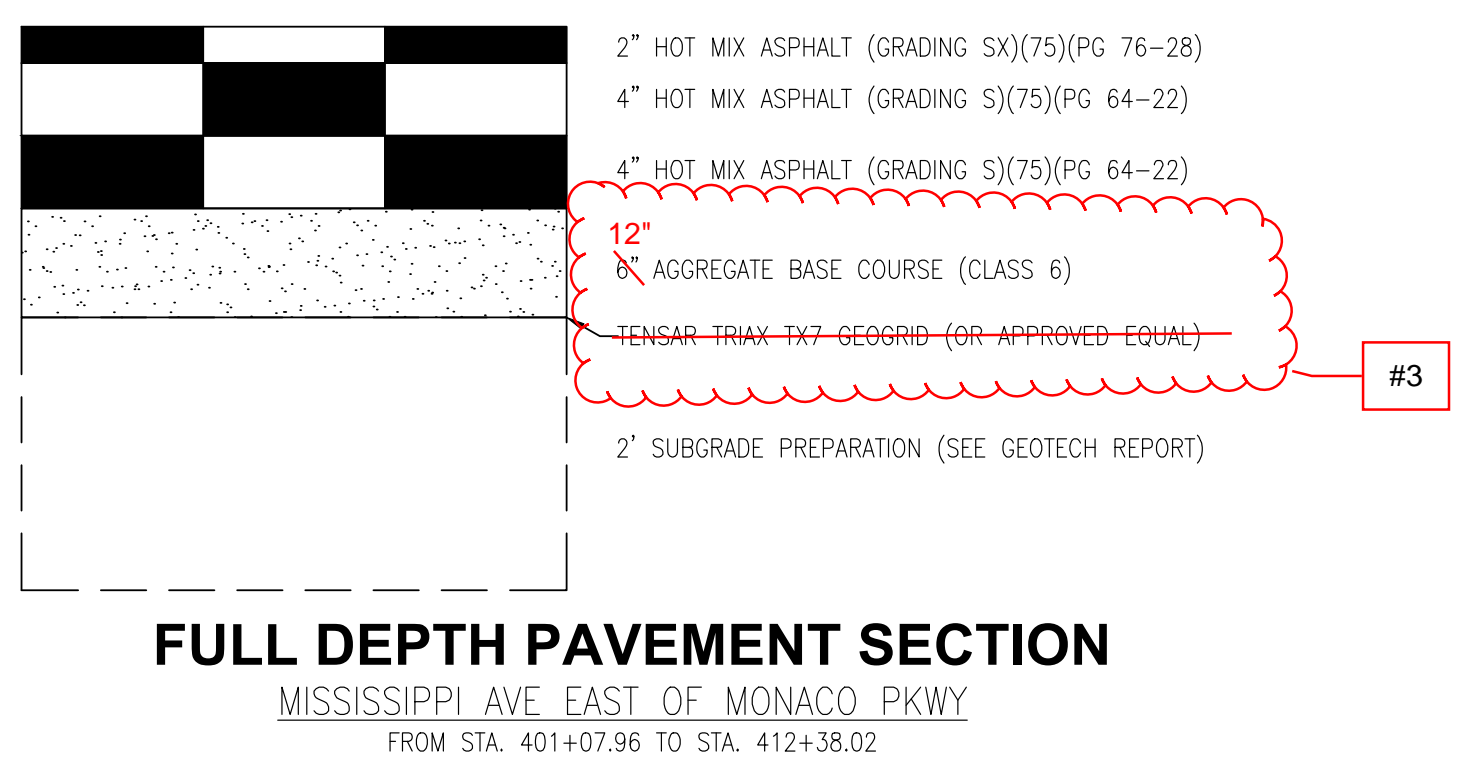 2” HOT MIX ASPHALT (GRADING SX)(75)(PG 76–28)
4” HOT MIX ASPHALT (GRADING S)(75)(PG 64–22)
4” HOT MIX ASPHALT (GRADING S)(75)(PG 64–22)
12"
6” AGGREGATE BASE COURSE (CLASS 6)
TENSAR TRIAX TX7 GEOGRID (OR APPROVED EQUAL)
#3
2’ SUBGRADE PREPARATION (SEE GEOTECH REPORT)
FULL DEPTH PAVEMENT SECTION
MISSISSIPPI AVE EAST OF MONACO PKWY
FROM STA. 401+07.96 TO STA. 412+38.02